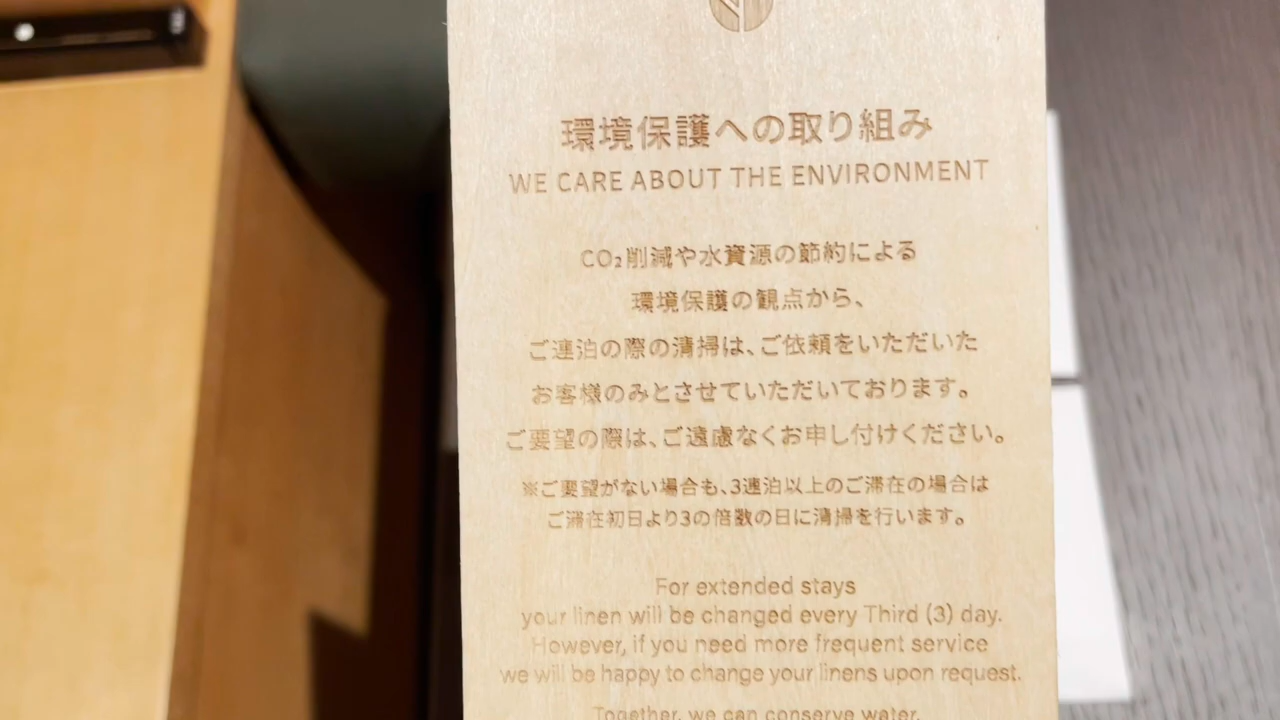 環境保護への取り組み
WE CARE ABOUT THE ENVIRONMENT
CO₂削減や水資源の節約による
環境保護の観点から、
ご連泊の際の清掃は、ご依頼をいただいた
お客様のみとさせていただいております。
ご要望の際は、ご遠慮なくお申し付けください。
※ご要望がない場合も、3連泊以上のご滞在の場合は
ご滞在初日より3の倍数の日に清掃を行います。
For extended stays
your linen will be changed every Third (3) day.
However, if you need more frequent service
we will be happy to change your linens upon request.
Together, we can conserve water,